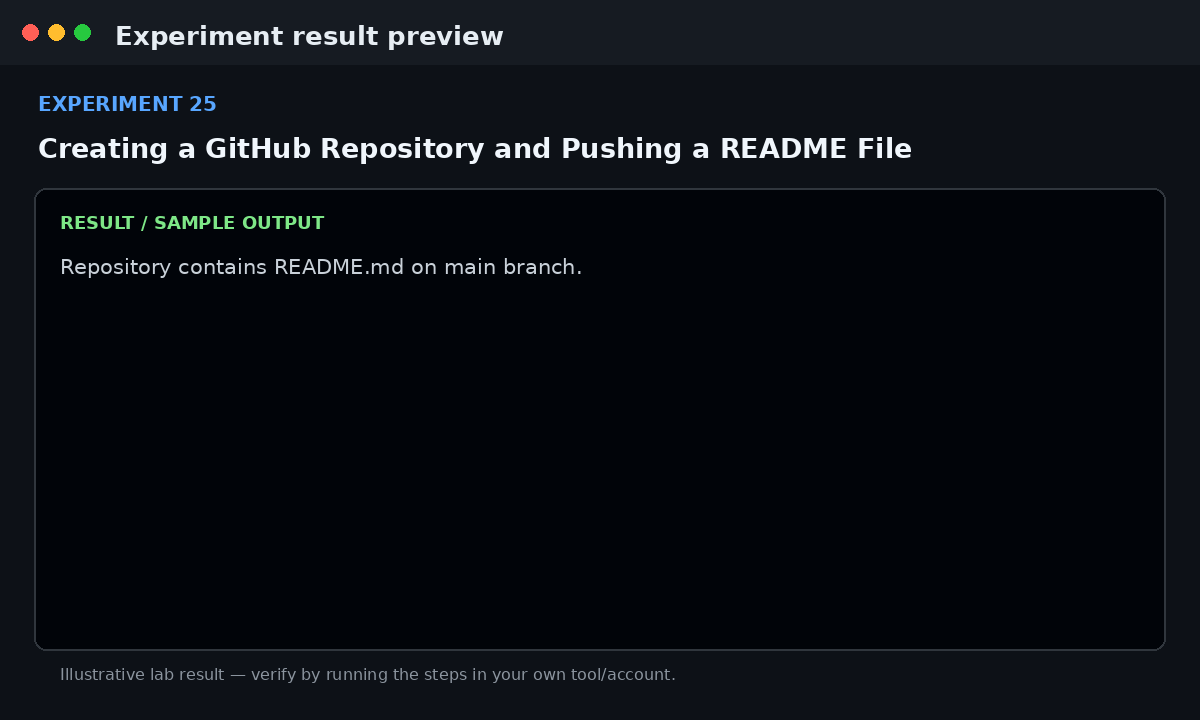 Experiment result preview
EXPERIMENT 25
Creating a GitHub Repository and Pushing a README File
RESULT / SAMPLE OUTPUT
Repository contains README.md on main branch.
Illustrative lab result — verify by running the steps in your own tool/account.